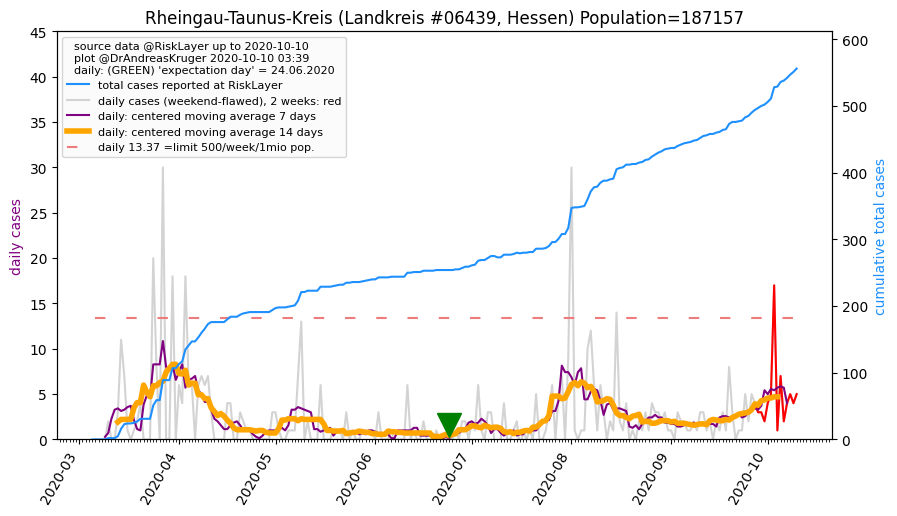 Rheingau-Taunus-Kreis (Landkreis #06439, Hessen) Population=187157
source data @RiskLayer up to 2020-10-10
plot @DrAndreasKruger 2020-10-10 03:39
daily: (GREEN) 'expectation day' = 24.06.2020
total cases reported at RiskLayer
daily cases (weekend-flawed), 2 weeks: red
daily: centered moving average 7 days
daily: centered moving average 14 days
daily 13.37 =limit 500/week/1mio pop.
daily cases
45
40
35
30
25
20
15
10
5
0
cumulative total cases
600
500
400
300
200
100
0
2020-03
2020-04
2020-05
2020-06
2020-07
2020-08
2020-09
2020-10